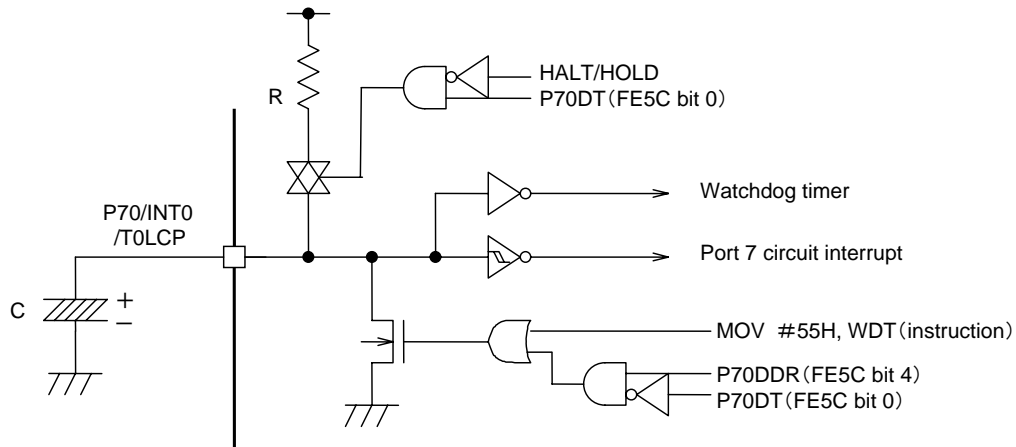 HALT/HOLD
P70DT(FE5C bit 0)
R
Watchdog timer
P70/INT0
/T0LCP
Port 7 circuit interrupt
C
+
−
MOV #55H, WDT(instruction)
P70DDR(FE5C bit 4)
P70DT(FE5C bit 0)